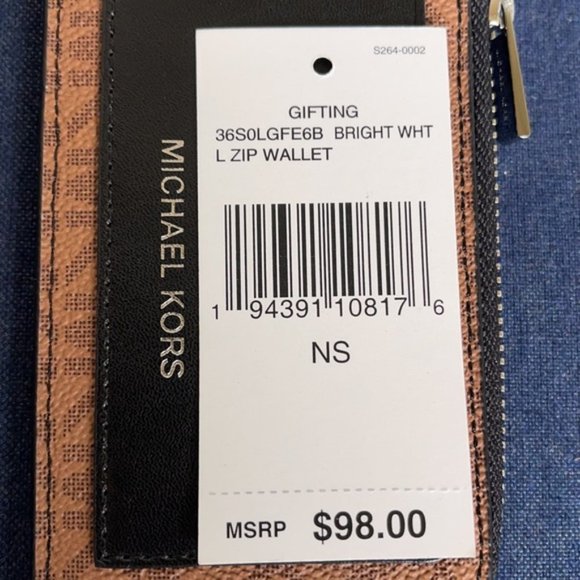 S264-0002
GIFTING
36S0LGFE6B BRIGHT WHT
L ZIP WALLET
1 94391 10817 6
NS
MSRP $98.00
MICHAEL KORS